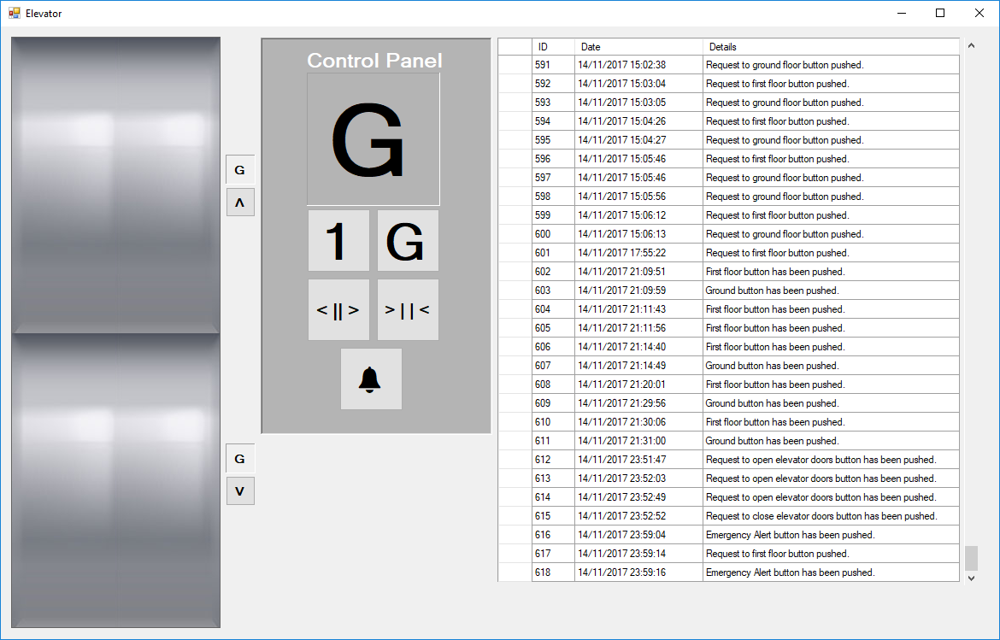 Elevator
G
Λ
G
V
Control Panel
G
1 G
< || > > | | <
ID Date Details
591 14/11/2017 15:02:38 Request to ground floor button pushed.
592 14/11/2017 15:03:04 Request to first floor button pushed.
593 14/11/2017 15:03:05 Request to ground floor button pushed.
594 14/11/2017 15:04:26 Request to first floor button pushed.
595 14/11/2017 15:04:27 Request to ground floor button pushed.
596 14/11/2017 15:05:46 Request to first floor button pushed.
597 14/11/2017 15:05:46 Request to ground floor button pushed.
598 14/11/2017 15:05:56 Request to ground floor button pushed.
599 14/11/2017 15:06:12 Request to first floor button pushed.
600 14/11/2017 15:06:13 Request to ground floor button pushed.
601 14/11/2017 17:55:22 Request to first floor button pushed.
602 14/11/2017 21:09:51 First floor button has been pushed.
603 14/11/2017 21:09:59 Ground button has been pushed.
604 14/11/2017 21:11:43 First floor button has been pushed.
605 14/11/2017 21:11:56 First floor button has been pushed.
606 14/11/2017 21:14:40 First floor button has been pushed.
607 14/11/2017 21:14:49 Ground button has been pushed.
608 14/11/2017 21:20:01 First floor button has been pushed.
609 14/11/2017 21:29:56 Ground button has been pushed.
610 14/11/2017 21:30:06 First floor button has been pushed.
611 14/11/2017 21:31:00 Ground button has been pushed.
612 14/11/2017 23:51:47 Request to open elevator doors button has been pushed.
613 14/11/2017 23:52:03 Request to open elevator doors button has been pushed.
614 14/11/2017 23:52:49 Request to open elevator doors button has been pushed.
615 14/11/2017 23:52:52 Request to close elevator doors button has been pushed.
616 14/11/2017 23:59:04 Emergency Alert button has been pushed.
617 14/11/2017 23:59:14 Request to first floor button pushed.
618 14/11/2017 23:59:16 Emergency Alert button has been pushed.